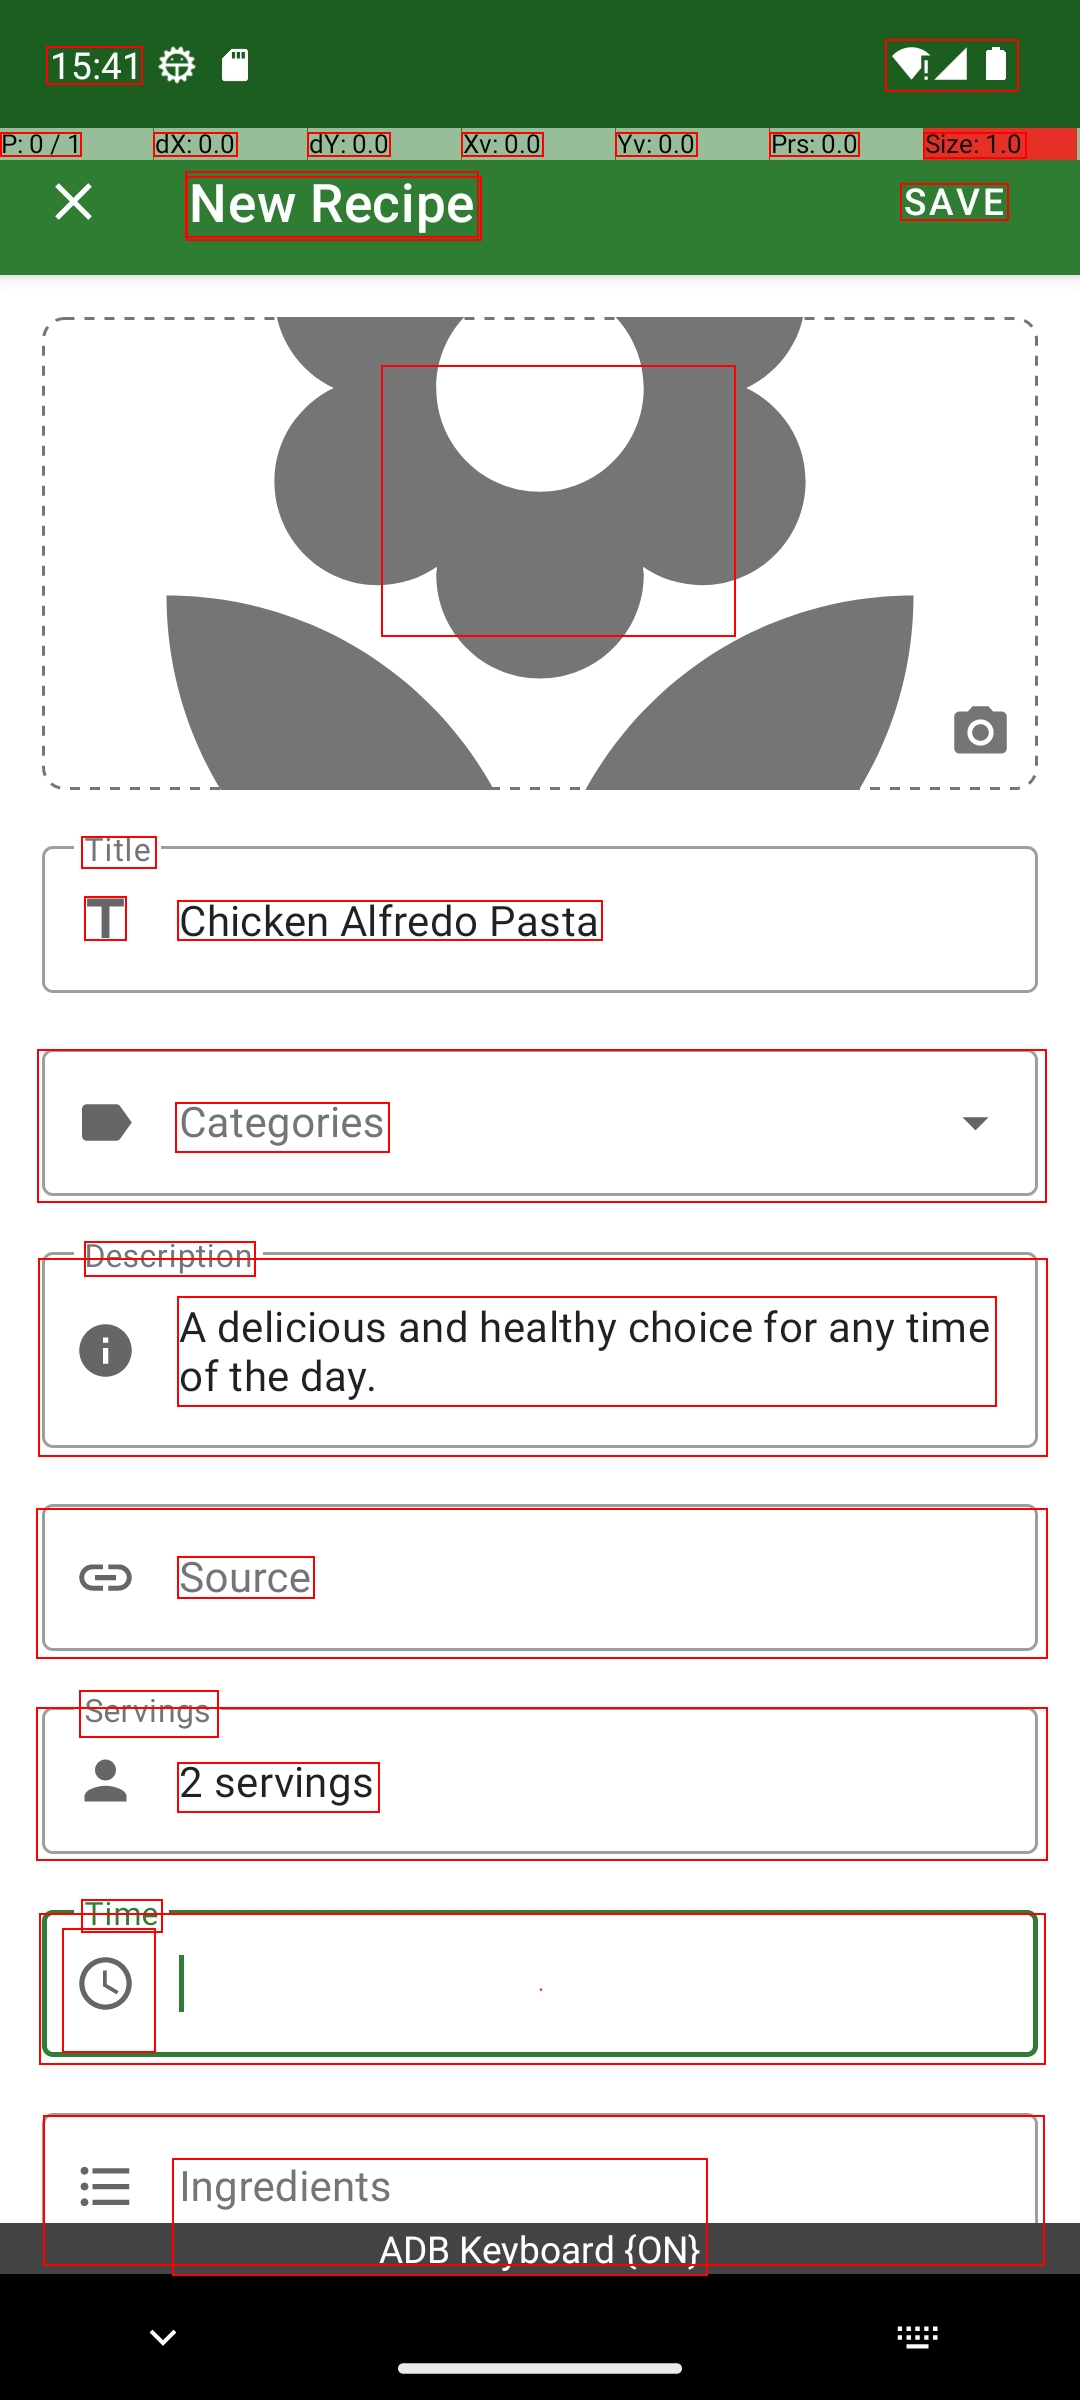 15:41
P: 0 / 1 dX: 0.0 dY: 0.0 Xv: 0.0 Yv: 0.0 Prs: 0.0 Size: 1.0
New Recipe SAVE
Title
Chicken Alfredo Pasta
Categories
Description
A delicious and healthy choice for any time
of the day.
Source
Servings
2 servings
Time
Ingredients
ADB Keyboard {ON}